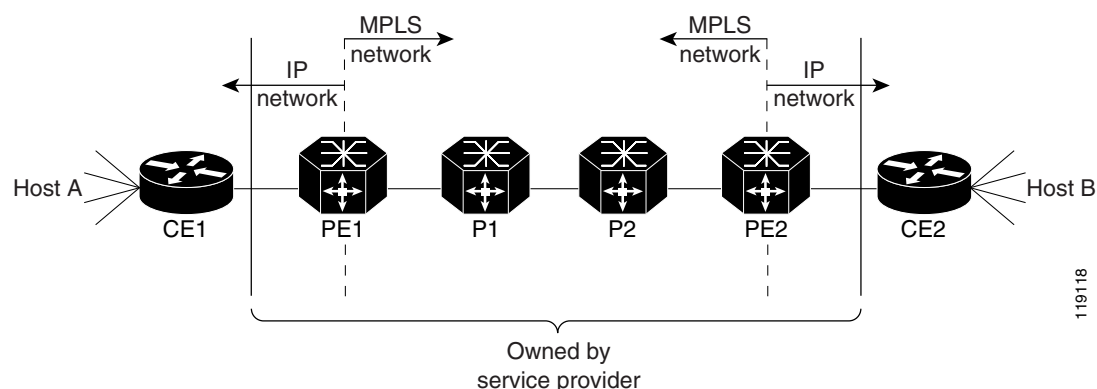 MPLS
network
MPLS
network
IP
network
IP
network
Host A
Host B
CE1
PE1
P1
P2
PE2
CE2
119118
Owned by
service provider